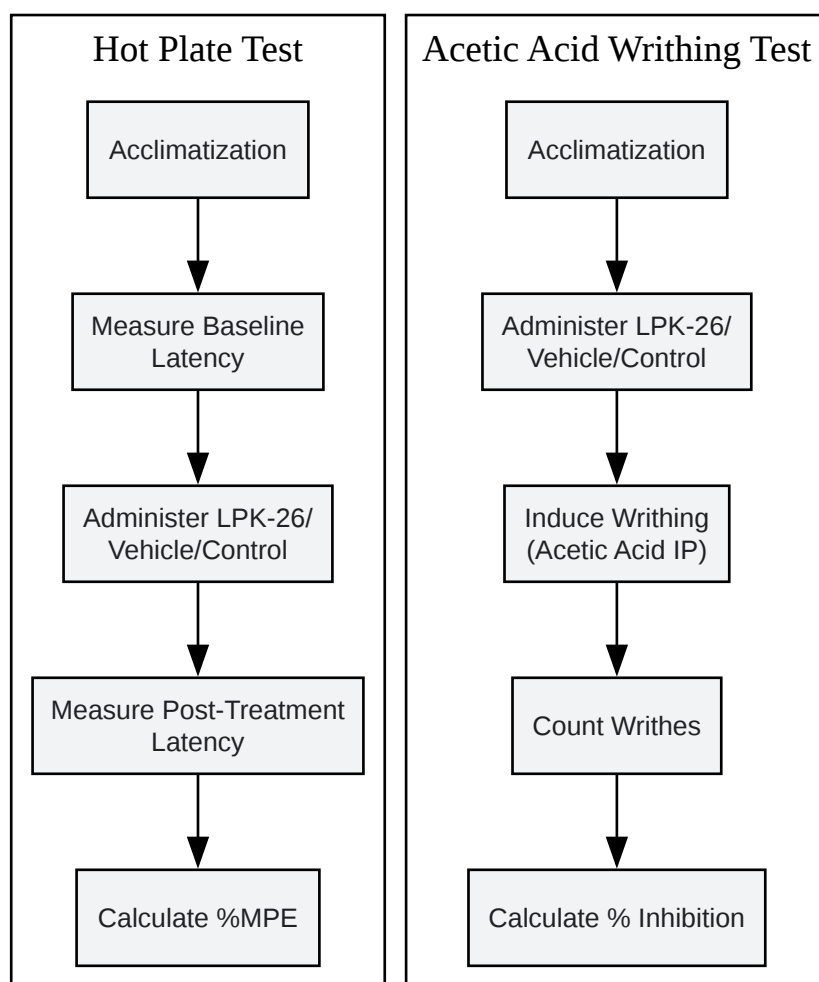 Hot Plate Test
Acclimatization
Measure Baseline
Latency
Administer LPK-26/
Vehicle/Control
Measure Post-Treatment
Latency
Calculate %MPE
Acetic Acid Writhing Test
Acclimatization
Administer LPK-26/
Vehicle/Control
Induce Writhing
(Acetic Acid IP)
Count Writhes
Calculate % Inhibition